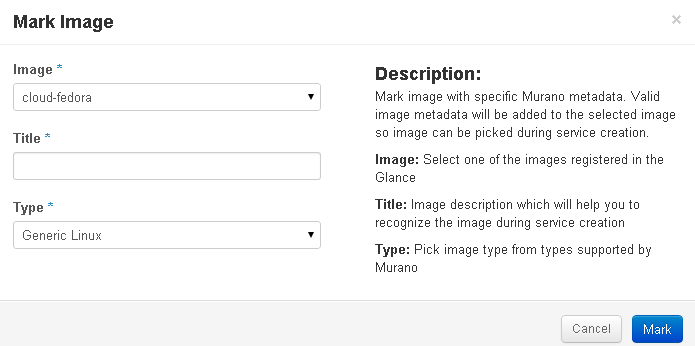 Mark Image
×
Image *
cloud-fedora
Title *
Type *
Generic Linux
Description:
Mark image with specific Murano metadata. Valid
image metadata will be added to the selected image
so image can be picked during service creation.
Image: Select one of the images registered in the
Glance
Title: Image description which will help you to
recognize the image during service creation
Type: Pick image type from types supported by
Murano
Cancel
Mark